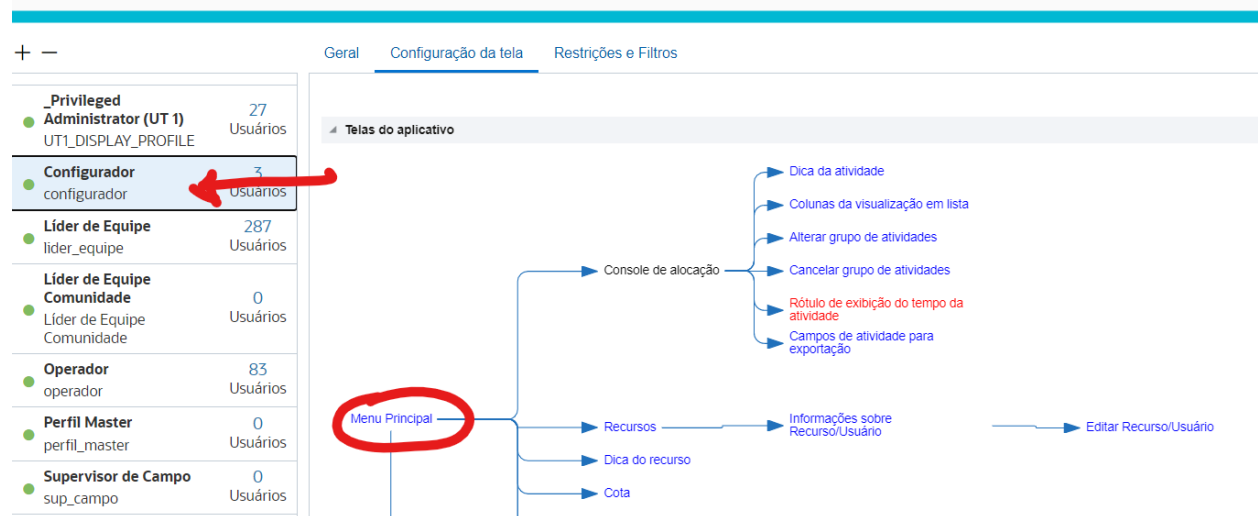 + −
Geral Configuração da tela Restrições e Filtros
_Privileged
Administrator (UT 1)
UT1_DISPLAY_PROFILE
27
Usuários
Configurador
configurador
3
Usuários
Líder de Equipe
lider_equipe
287
Usuários
Líder de Equipe
Comunidade
Líder de Equipe
Comunidade
0
Usuários
Operador
operador
83
Usuários
Perfil Master
perfil_master
0
Usuários
Supervisor de Campo
sup_campo
0
Usuários
Telas do aplicativo
Dica da atividade
Colunas da visualização em lista
Alterar grupo de atividades
Console de alocação
Cancelar grupo de atividades
Rótulo de exibição do tempo da
atividade
Campos de atividade para
exportação
Menu Principal
Recursos
Informações sobre
Recurso/Usuário
Editar Recurso/Usuário
Dica do recurso
Cota